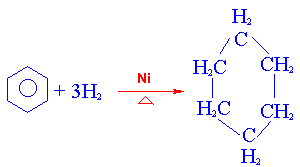 H₂
C
H₂C CH₂
+ 3H₂
Ni
△
H₂C CH₂
C
H₂